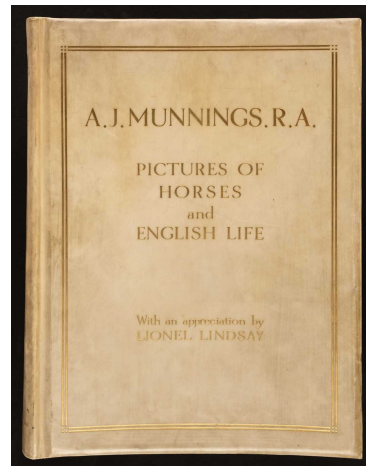 A.J.MUNNINGS.R.A.
PICTURES OF
HORSES
and
ENGLISH LIFE
With an appreciation by
LIONEL LINDSAY